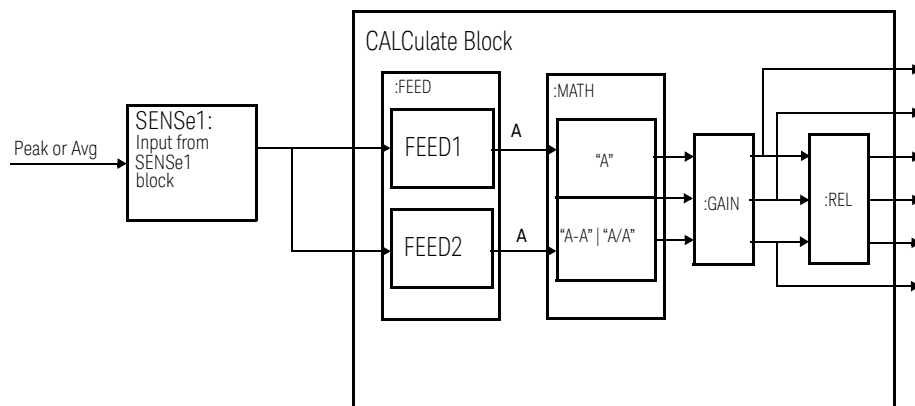 CALCulate Block
:FEED
:MATH
SENSe1:
Input from
SENSe1
block
Peak or Avg
FEED1
A
“A”
:GAIN
:REL
FEED2
A
“A-A” | “A/A”